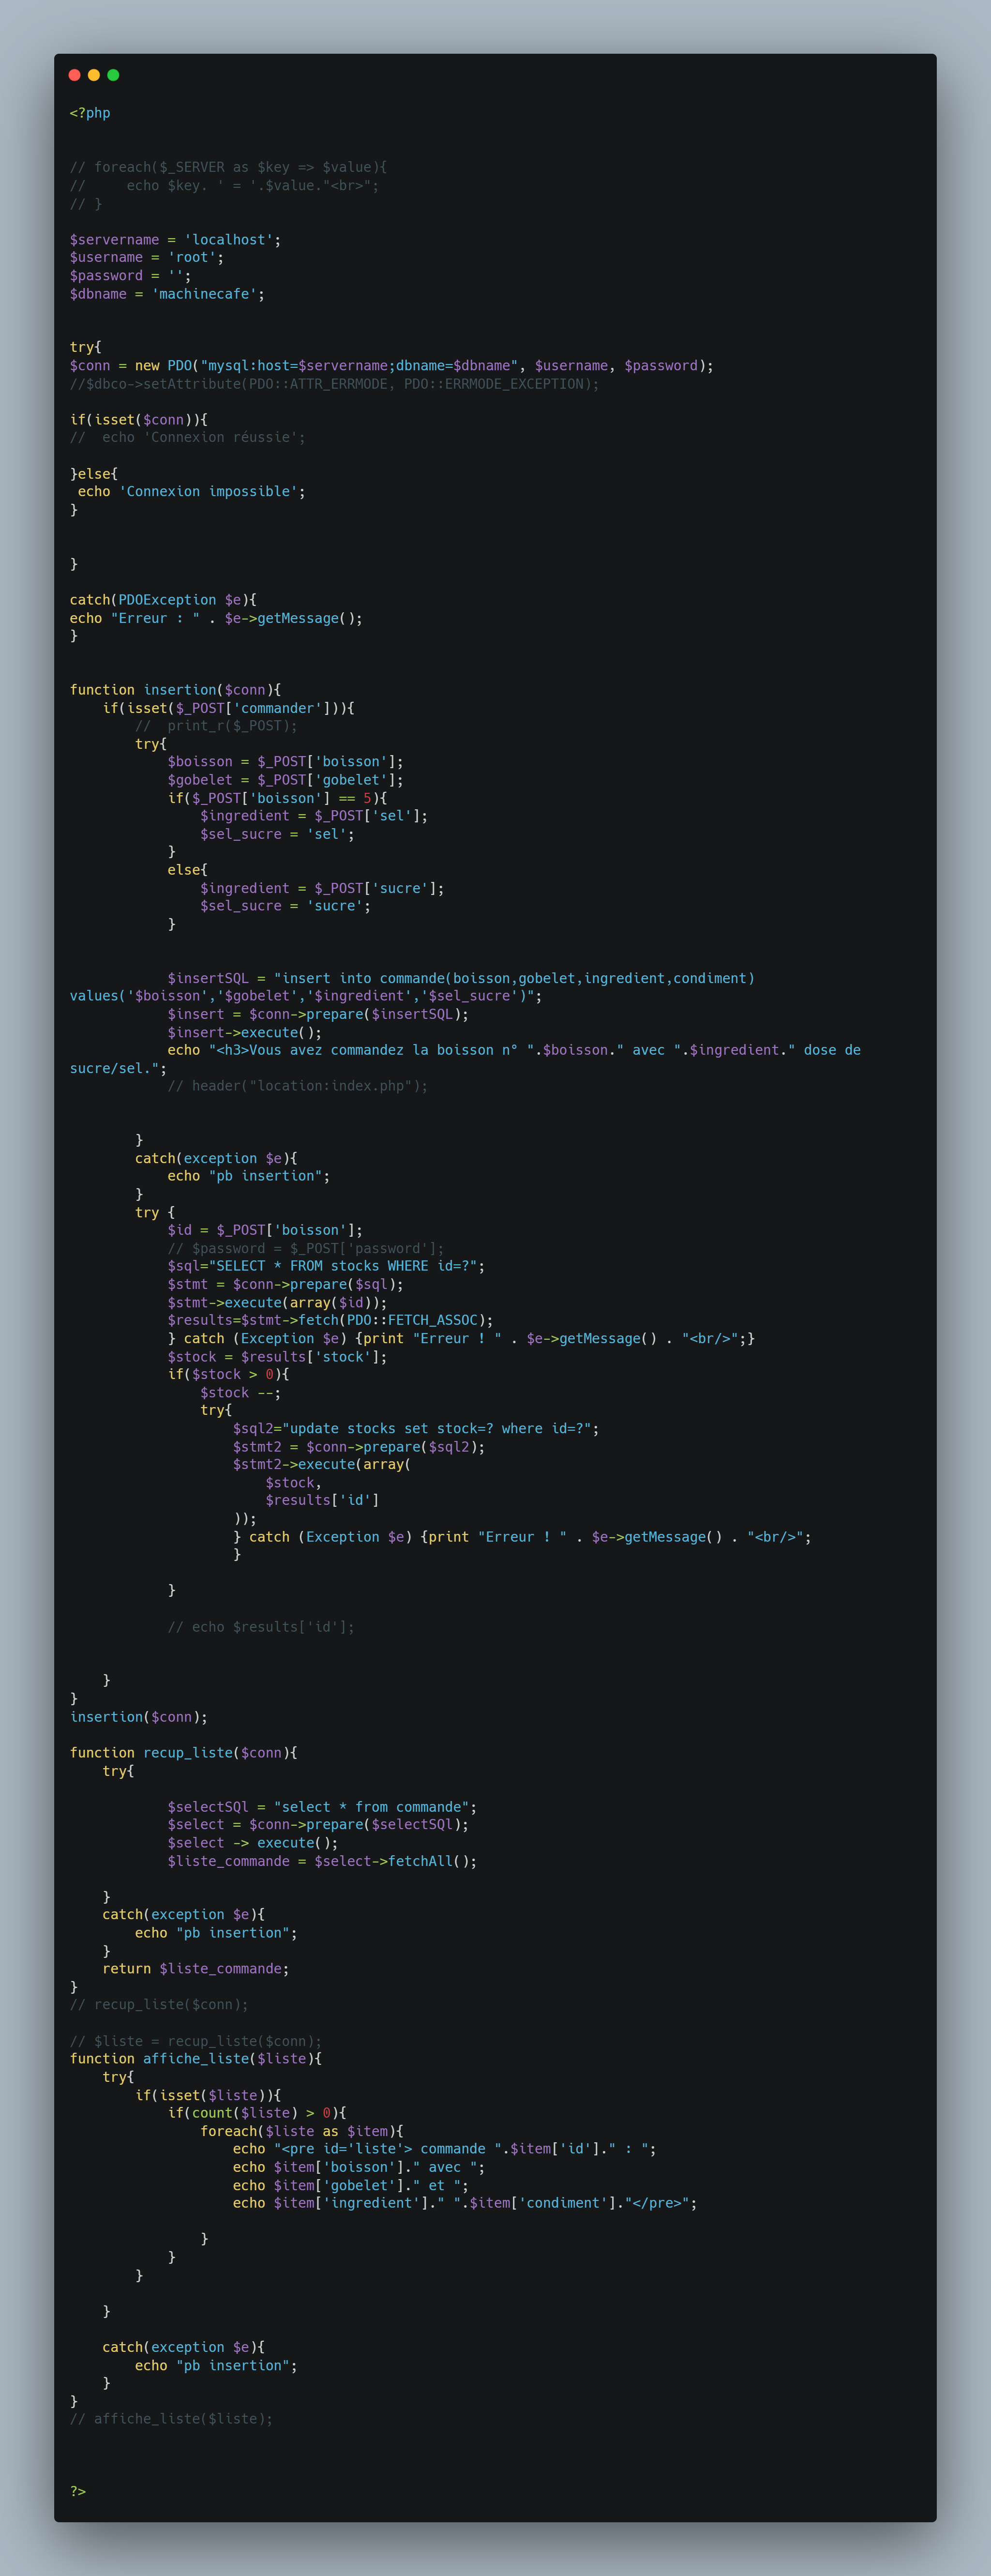 <?php
// foreach($_SERVER as $key => $value){
//     echo $key. ' = '.$value."<br>";
// }
$servername = 'localhost';
$username = 'root';
$password = '';
$dbname = 'machinecafe';
try{
$conn = new PDO("mysql:host=$servername;dbname=$dbname", $username, $password);
//$dbco->setAttribute(PDO::ATTR_ERRMODE, PDO::ERRMODE_EXCEPTION);
if(isset($conn)){
//  echo 'Connexion réussie';
}else{
 echo 'Connexion impossible';
}
}
catch(PDOException $e){
echo "Erreur : " . $e->getMessage();
}
function insertion($conn){
    if(isset($_POST['commander'])){
        //  print_r($_POST);
        try{
            $boisson = $_POST['boisson'];
            $gobelet = $_POST['gobelet'];
            if($_POST['boisson'] == 5){
                $ingredient = $_POST['sel'];
                $sel_sucre = 'sel';
            }
            else{
                $ingredient = $_POST['sucre'];
                $sel_sucre = 'sucre';
            }
            $insertSQL = "insert into commande(boisson,gobelet,ingredient,condiment)
values('$boisson','$gobelet','$ingredient','$sel_sucre')";
            $insert = $conn->prepare($insertSQL);
            $insert->execute();
            echo "<h3>Vous avez commandez la boisson n° ".$boisson." avec ".$ingredient." dose de
sucre/sel.";
            // header("location:index.php");
        }
        catch(exception $e){
            echo "pb insertion";
        }
        try {
            $id = $_POST['boisson'];
            // $password = $_POST['password'];
            $sql="SELECT * FROM stocks WHERE id=?";
            $stmt = $conn->prepare($sql);
            $stmt->execute(array($id));
            $results=$stmt->fetch(PDO::FETCH_ASSOC);
            } catch (Exception $e) {print "Erreur ! " . $e->getMessage() . "<br/>";}
            $stock = $results['stock'];
            if($stock > 0){
                $stock --;
                try{
                    $sql2="update stocks set stock=? where id=?";
                    $stmt2 = $conn->prepare($sql2);
                    $stmt2->execute(array(
                        $stock,
                        $results['id']
                    ));
                    } catch (Exception $e) {print "Erreur ! " . $e->getMessage() . "<br/>";
                    }
            }
            // echo $results['id'];
    }
}
insertion($conn);
function recup_liste($conn){
    try{
            $selectSQl = "select * from commande";
            $select = $conn->prepare($selectSQl);
            $select -> execute();
            $liste_commande = $select->fetchAll();
    }
    catch(exception $e){
        echo "pb insertion";
    }
    return $liste_commande;
}
// recup_liste($conn);
// $liste = recup_liste($conn);
function affiche_liste($liste){
    try{
        if(isset($liste)){
            if(count($liste) > 0){
                foreach($liste as $item){
                    echo "<pre id='liste'> commande ".$item['id']." : ";
                    echo $item['boisson']." avec ";
                    echo $item['gobelet']." et ";
                    echo $item['ingredient']." ".$item['condiment']."</pre>";
                }
            }
        }
    }
    catch(exception $e){
        echo "pb insertion";
    }
}
// affiche_liste($liste);
?>